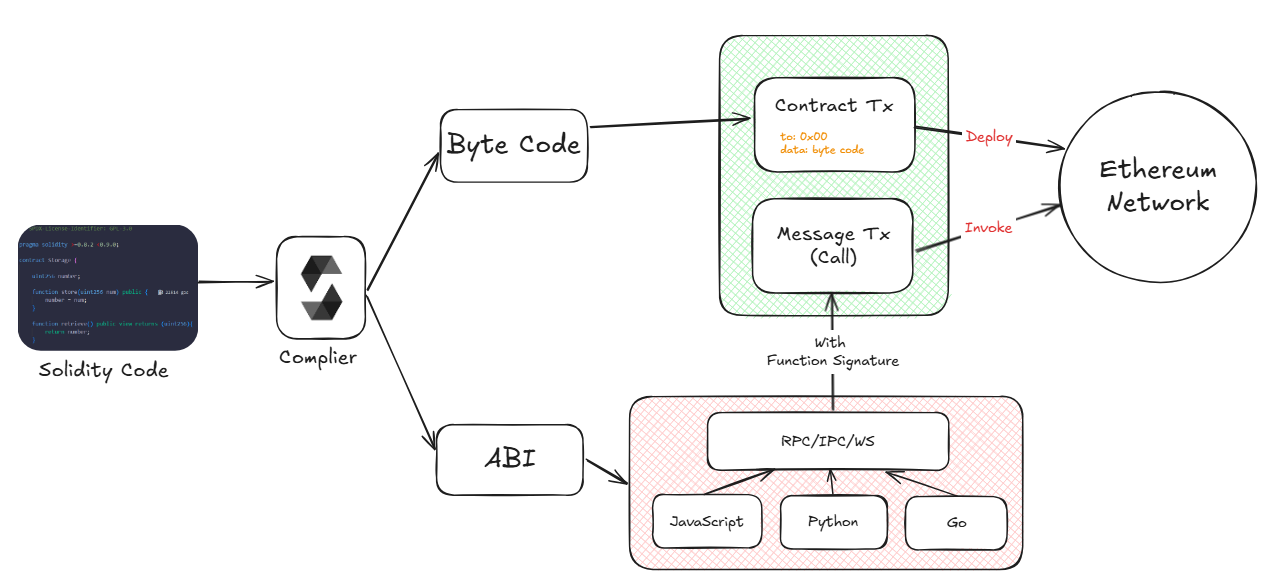 SPDX-License-Identifier: GPL-3.0
pragma solidity >=0.8.2 <0.9.0;
contract Storage {
uint256 number;
function store(uint256 num) public {
number = num;
}
function retrieve() public view returns (uint256){
return number;
}
Solidity Code
Complier
Byte Code
ABI
Contract Tx
to: 0x00
data: byte code
Message Tx
(Call)
Deploy
Invoke
Ethereum
Network
With
Function Signature
RPC/IPC/WS
JavaScript
Python
Go